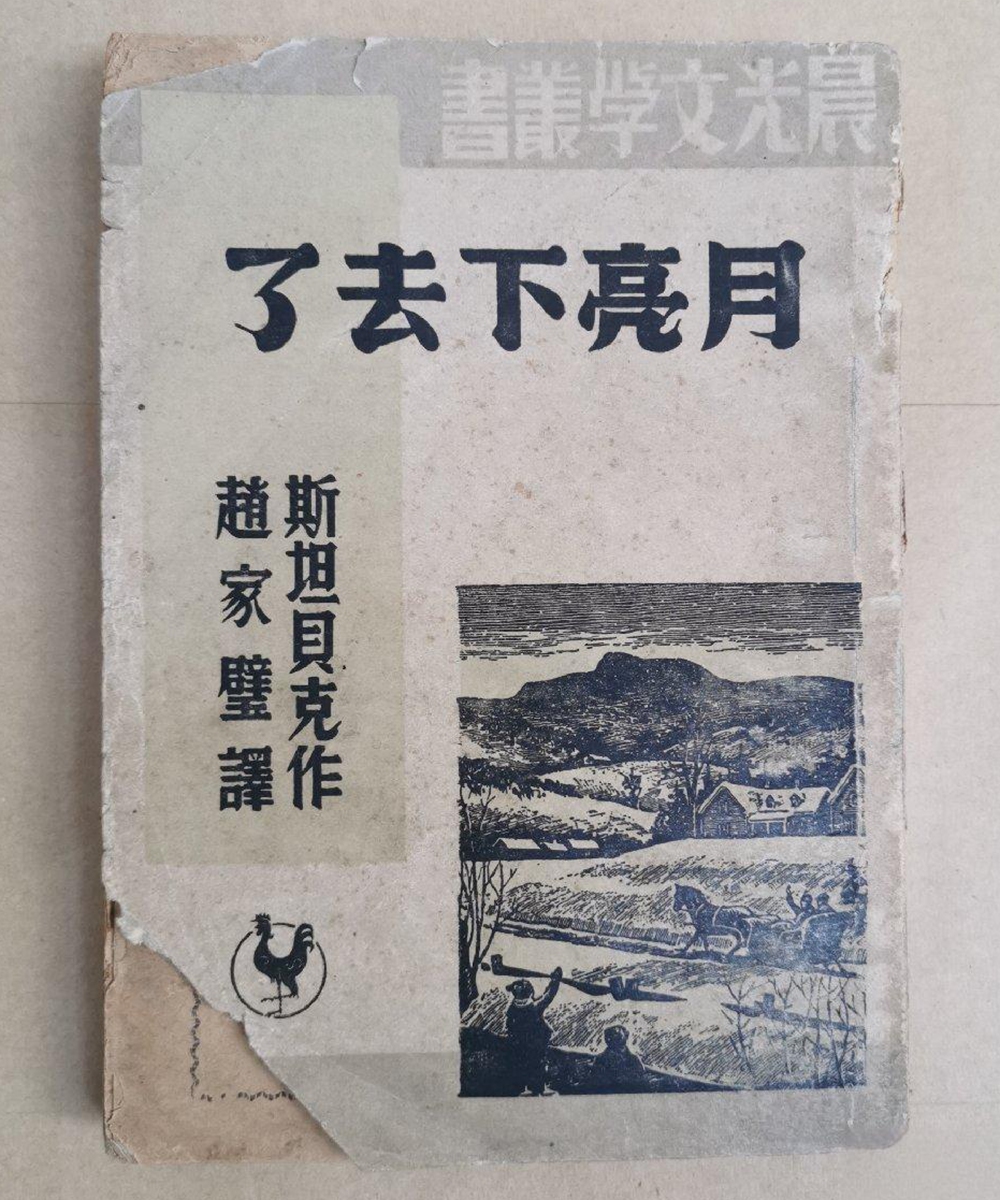 晨光文學叢書
月亮下去了
斯坦貝克作
趙家璧譯